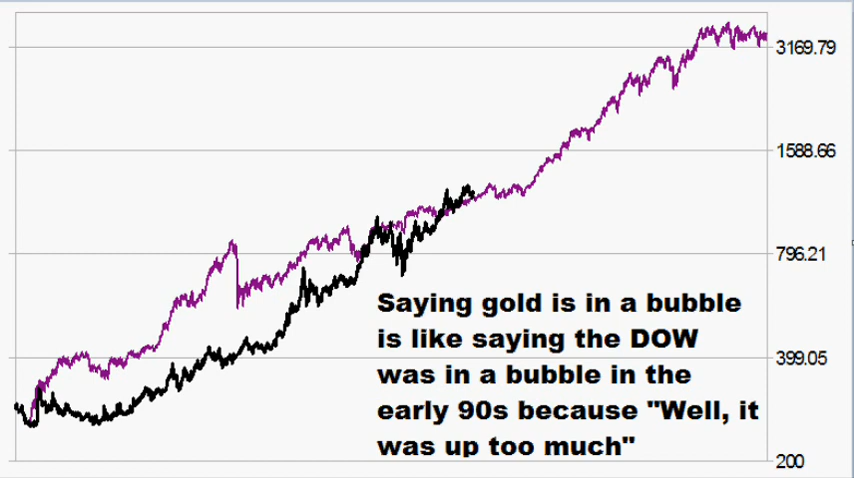 3169.79
1588.66
796.21
Saying gold is in a bubble
is like saying the DOW
399.05
was in a bubble in the
early 90s because "Well, it
was up too much"
200